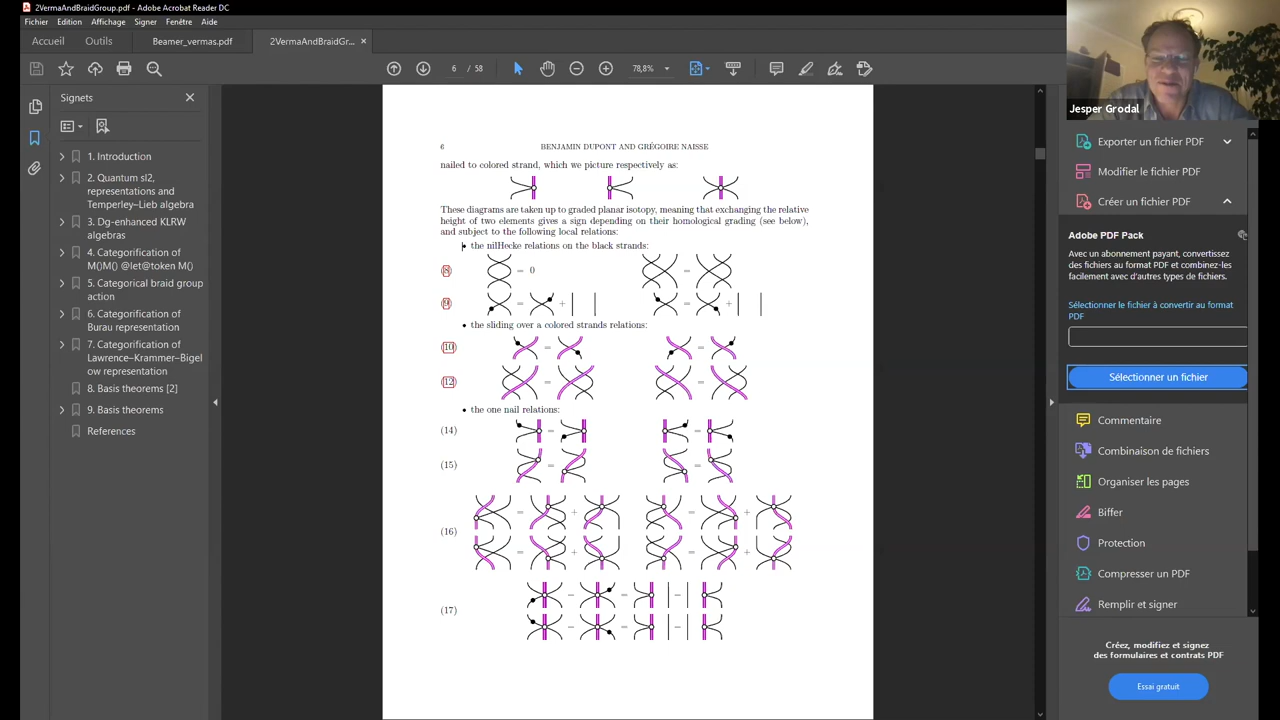 2VermaAndBraidGroup.pdf - Adobe Acrobat Reader DC
Fichier Edition Affichage Signer Fenêtre Aide
Accueil Outils Beamer_vermas.pdf 2VermaAndBraidGr... ×
6 / 58 78,8%
Jesper Grodal
Signets
1. Introduction
2. Quantum sl2,
representations and
Temperley–Lieb algebra
3. Dg-enhanced KLRW
algebras
4. Categorification of
M()M() @let@token M()
5. Categorical braid group
action
6. Categorification of
Burau representation
7. Categorification of
Lawrence–Krammer–Bigel
ow representation
8. Basis theorems [2]
9. Basis theorems
References
6 BENJAMIN DUPONT AND GRÉGOIRE NAISSE
nailed to colored strand, which we picture respectively as:
These diagrams are taken up to graded planar isotopy, meaning that exchanging the relative
height of two elements gives a sign depending on their homological grading (see below),
and subject to the following local relations:
• the nilHecke relations on the black strands:
(8) = 0 =
(9) = + = +
• the sliding over a colored strands relations:
(10) = =
(12) = =
• the one nail relations:
(14) = =
(15) = =
= + = +
(16)
= + = +
− = −
(17)
− = −
Exporter un fichier PDF
Modifier le fichier PDF
Créer un fichier PDF
Adobe PDF Pack
Avec un abonnement payant, convertissez
des fichiers au format PDF et combinez-les
facilement avec d'autres types de fichiers.
Sélectionner le fichier à convertir au format
PDF
Sélectionner un fichier
Commentaire
Combinaison de fichiers
Organiser les pages
Biffer
Protection
Compresser un PDF
Remplir et signer
Créez, modifiez et signez
des formulaires et contrats PDF
Essai gratuit